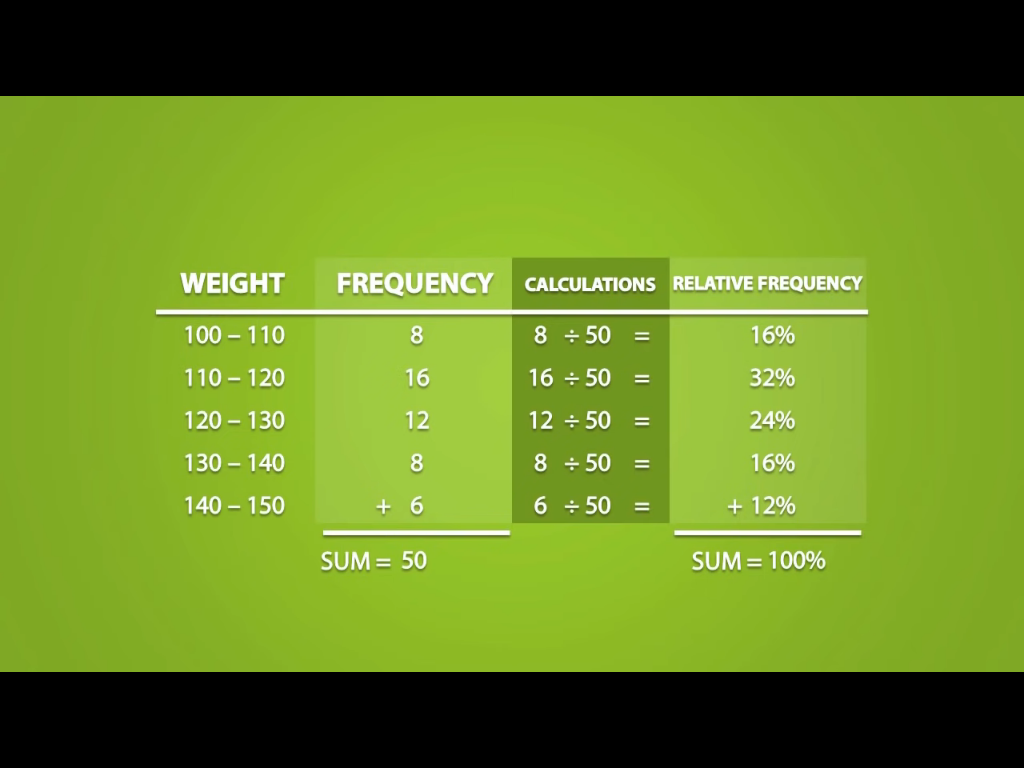 WEIGHT FREQUENCY CALCULATIONS RELATIVE FREQUENCY
100 – 110 8 8 ÷ 50 = 16%
110 – 120 16 16 ÷ 50 = 32%
120 – 130 12 12 ÷ 50 = 24%
130 – 140 8 8 ÷ 50 = 16%
140 – 150 + 6 6 ÷ 50 = + 12%
SUM = 50 SUM = 100%